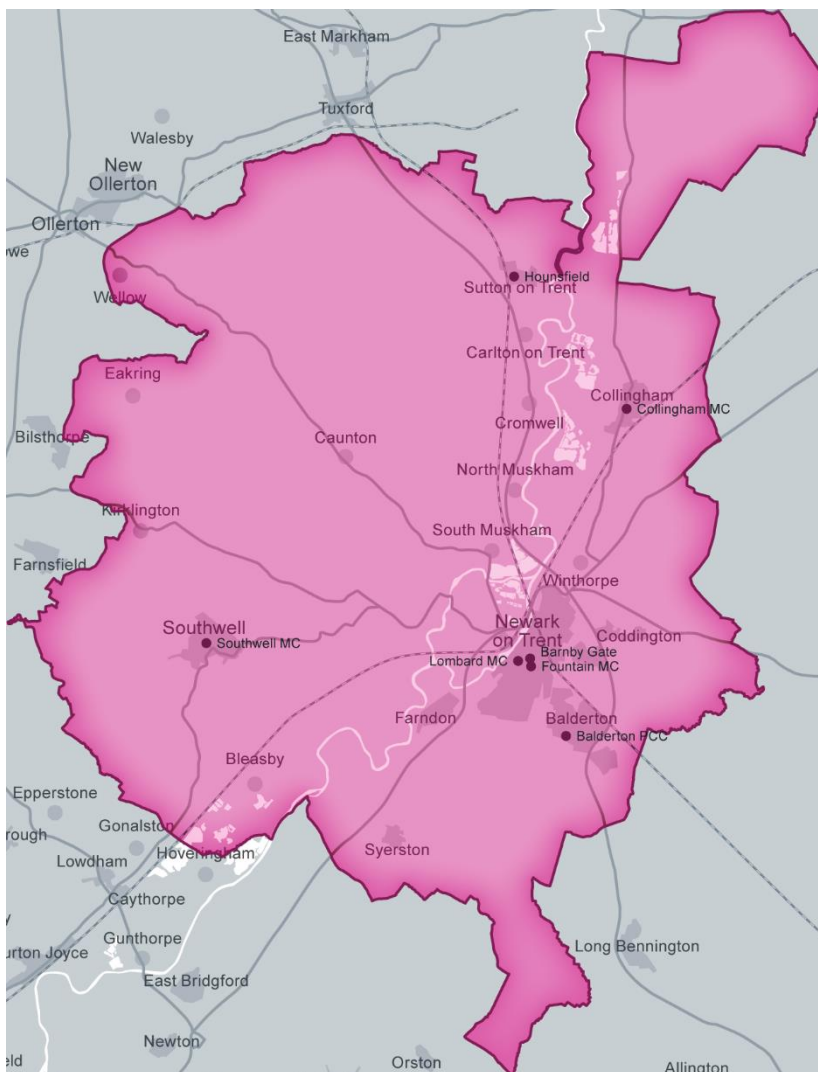 East Markham
Tuxford
Walesby
New
Ollerton
Ollerton
owe
Wellow
Hounsfield
Sutton on Trent
Carlton on Trent
Eakring
Collingham
Collingham MC
Cromwell
Bilsthorpe
Caunton
North Muskham
Kirklington
South Muskham
Farnsfield
Winthorpe
Southwell
Southwell MC
Newark
on Trent
Coddington
Barnby Gate
Lombard MC
Fountain MC
Farndon
Balderton
Balderton PCC
Bleasby
Epperstone
Gonalston
rough
Syerston
Lowdham
Hoveringham
Caythorpe
Gunthorpe
urton Joyce
Long Bennington
East Bridgford
Newton
eld
Orston
Allington